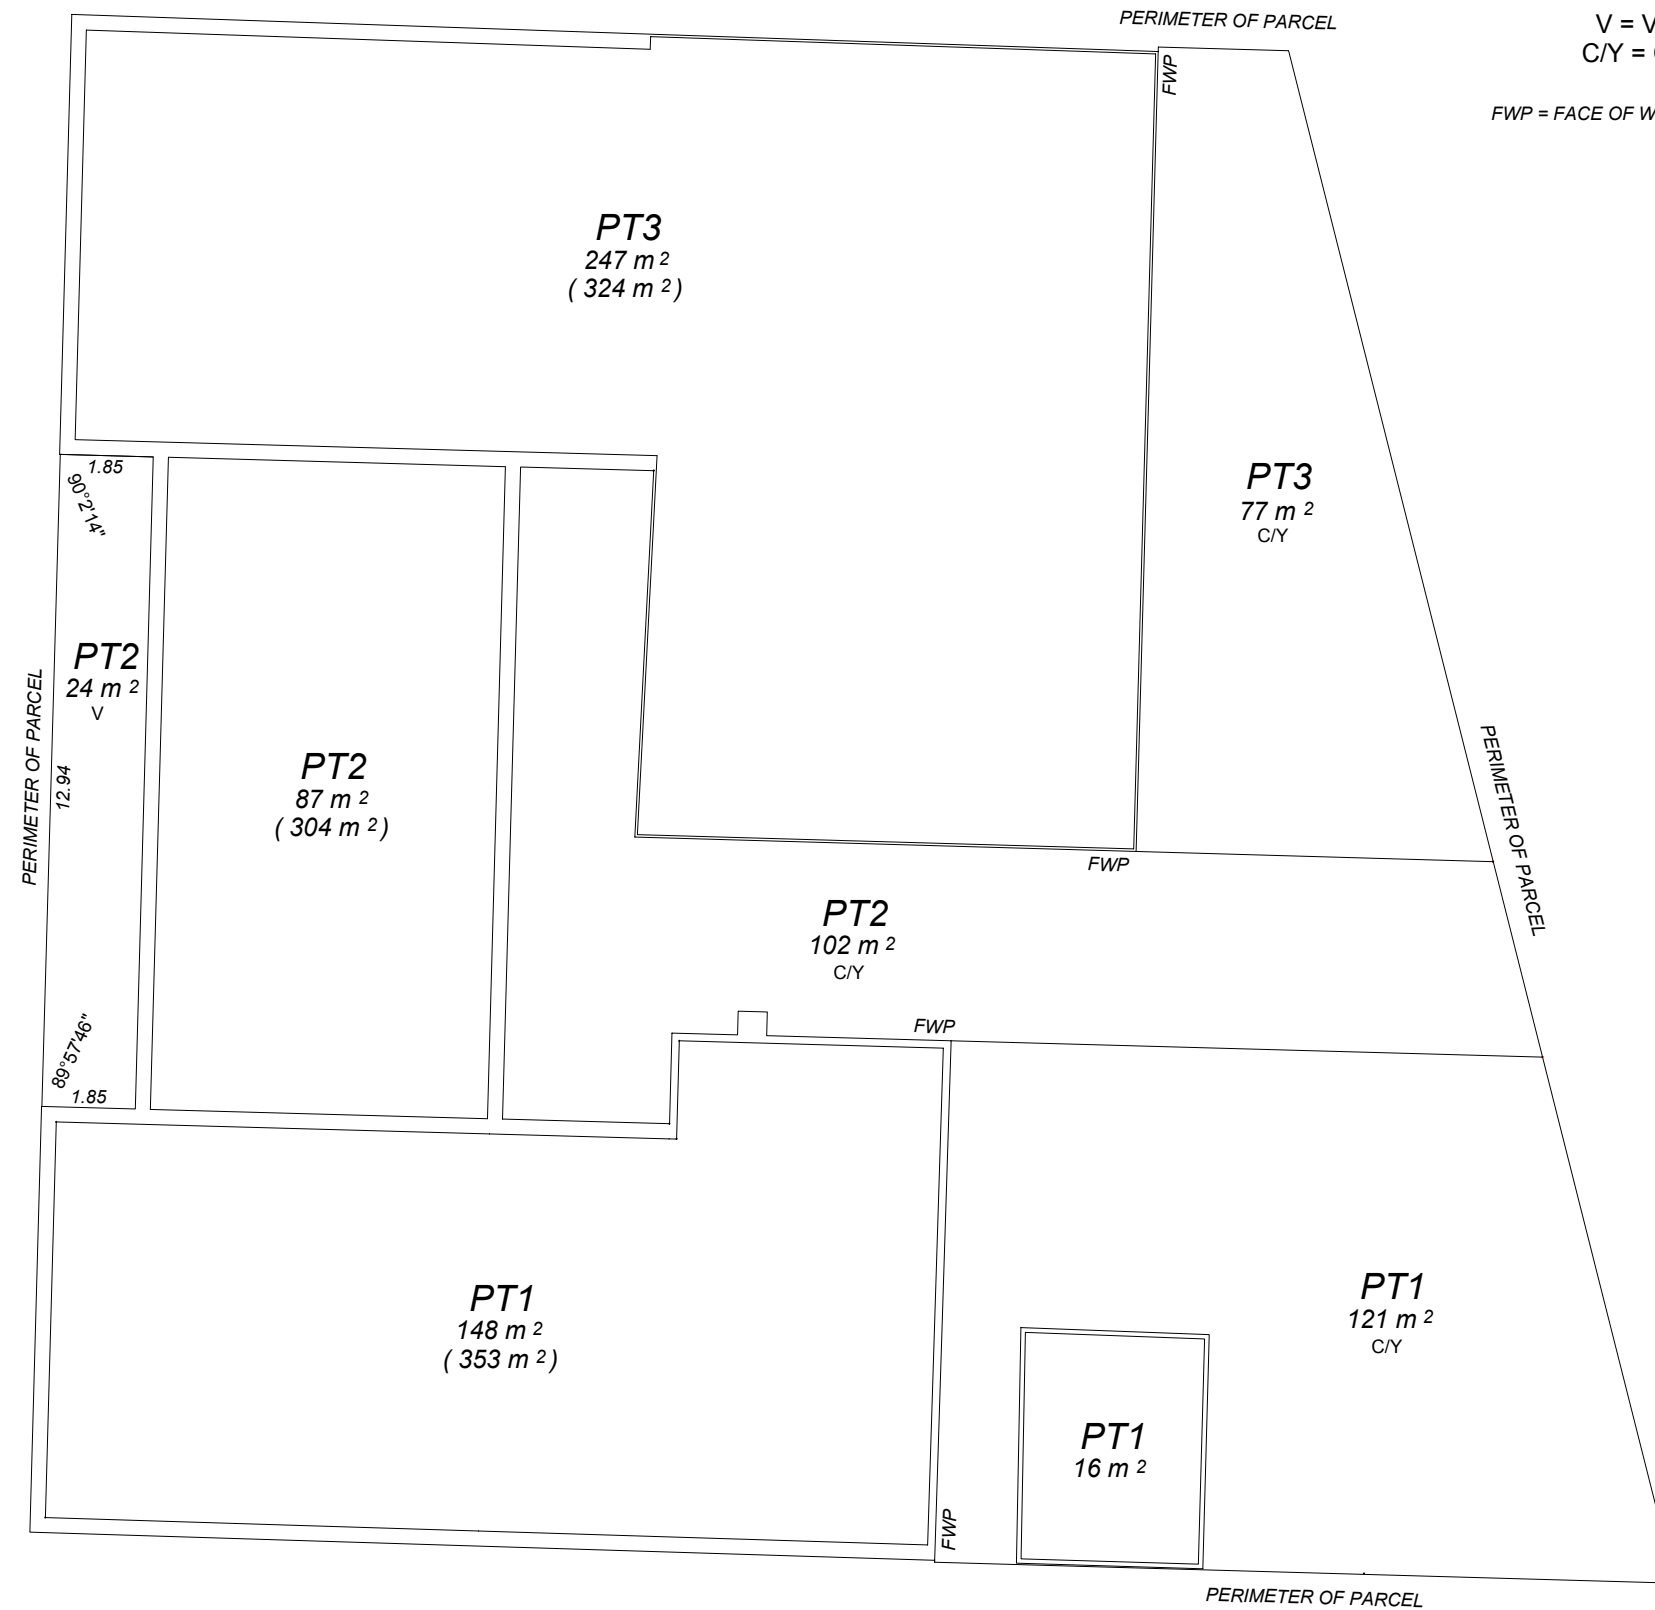 PERIMETER OF PARCEL
V = V
C/Y =
FWP
FWP = FACE OF W
PT3
247 m 2
( 324 m 2 )
1.85
90°2'14"
PT3
77 m 2
C/Y
PT2
24 m 2
V
PERIMETER OF PARCEL
12.94
PT2
87 m 2
( 304 m 2 )
PERIMETER OF PARCEL
FWP
PT2
102 m 2
C/Y
FWP
89°57'46"
1.85
PT1
148 m 2
( 353 m 2 )
PT1
121 m 2
C/Y
PT1
16 m 2
FWP
PERIMETER OF PARCEL